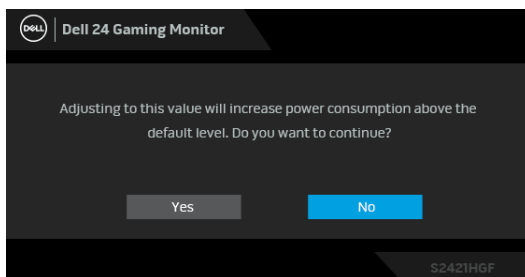 DELL
Dell 24 Gaming Monitor
Adjusting to this value will increase power consumption above the
default level. Do you want to continue?
Yes
No
S2421HGF